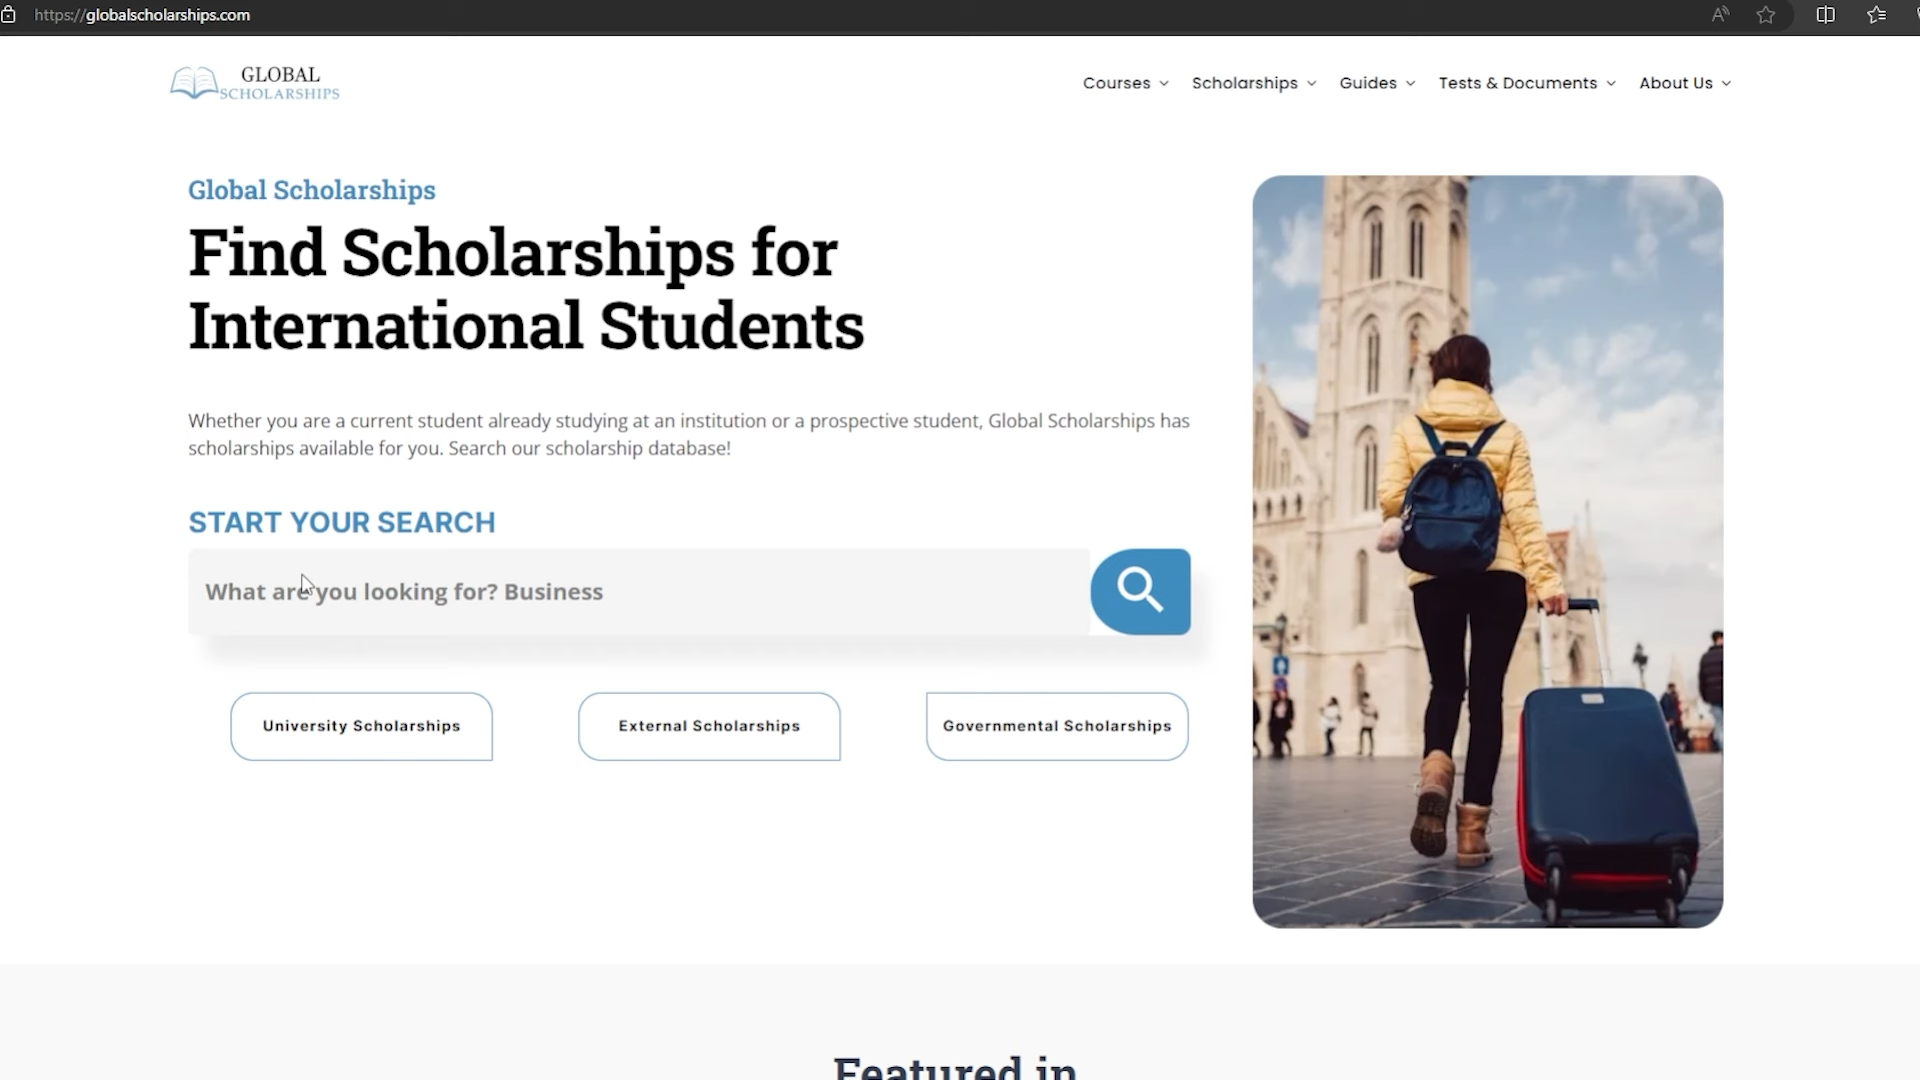 https://globalscholarships.com
GLOBAL
SCHOLARSHIPS
Courses
Scholarships
Guides
Tests & Documents
About Us
Global Scholarships
Find Scholarships for
International Students
Whether you are a current student already studying at an institution or a prospective student, Global Scholarships has
scholarships available for you. Search our scholarship database!
START YOUR SEARCH
What are you looking for? Business
University Scholarships
External Scholarships
Governmental Scholarships
Featured in